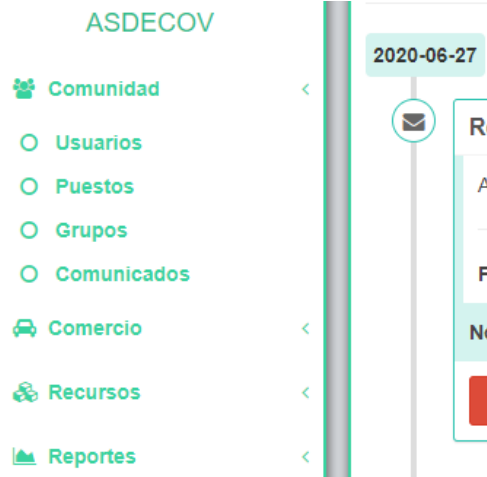 ASDECOV
Comunidad
Usuarios
Puestos
Grupos
Comunicados
Comercio
Recursos
Reportes
2020-06-27